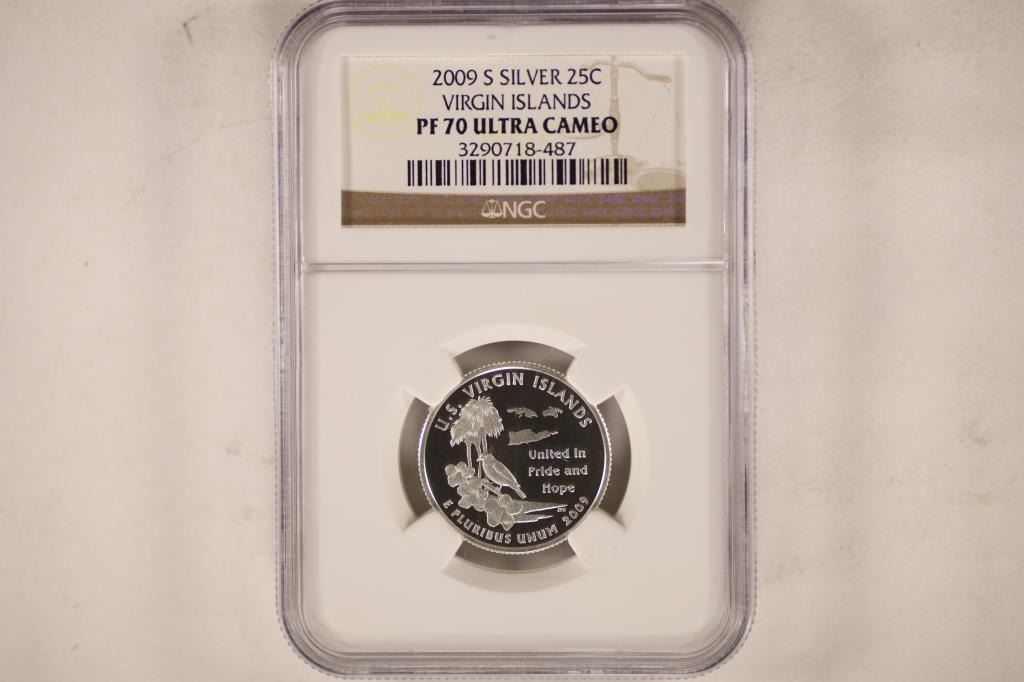 2009 S SILVER 25C
VIRGIN ISLANDS
PF 70 ULTRA CAMEO
3290718-487
NGC
U.S. VIRGIN ISLANDS
United in
Pride and
Hope
E PLURIBUS UNUM 2009